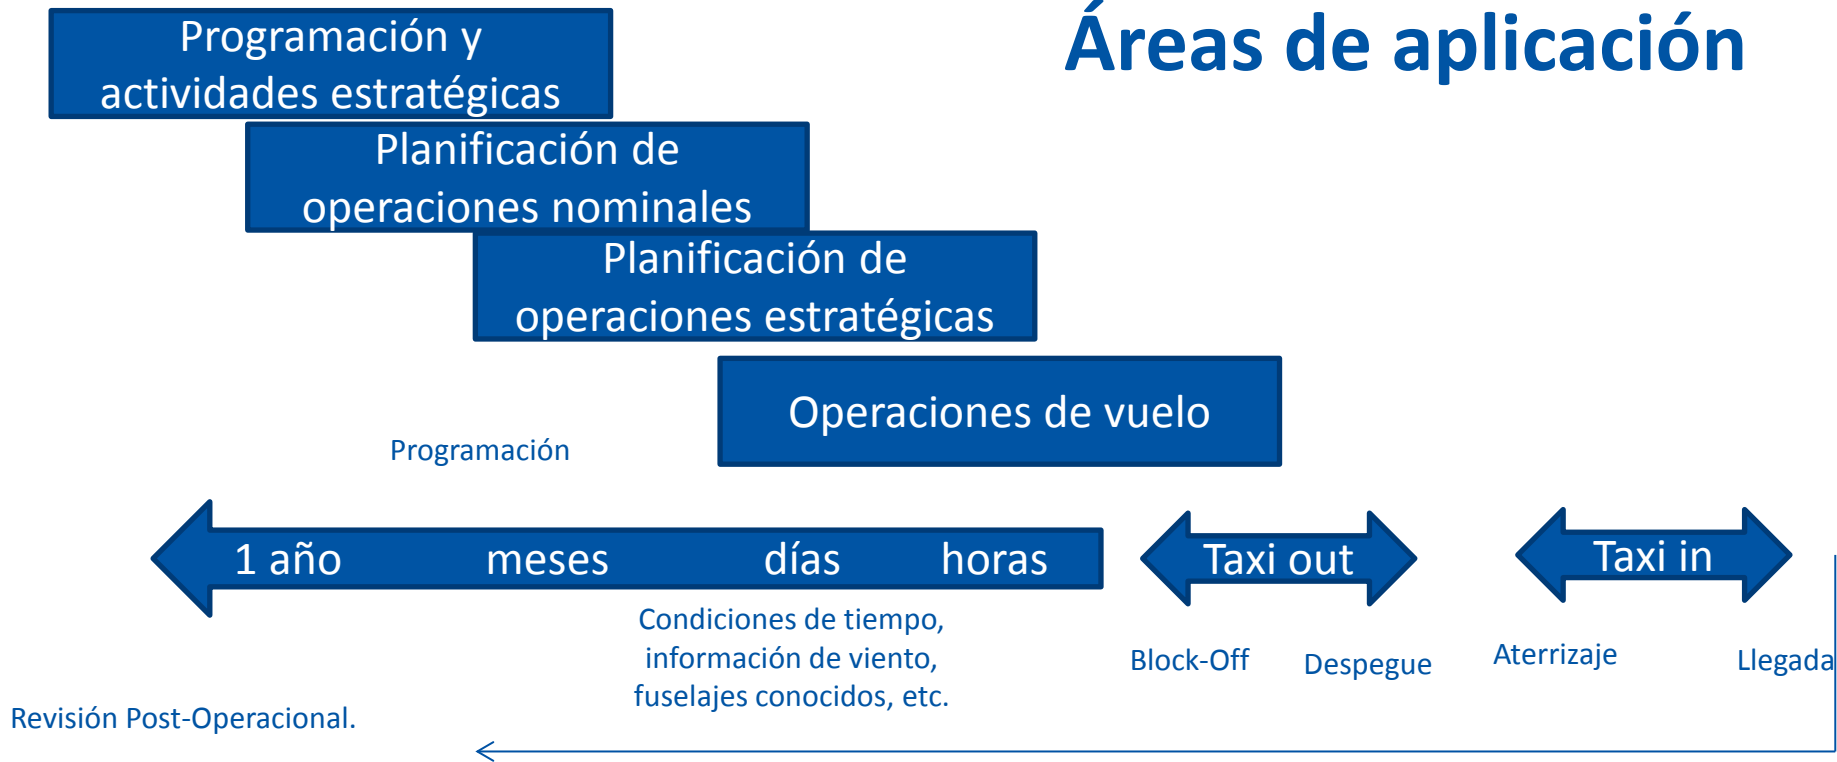 Áreas de aplicación
Programación y
actividades estratégicas
Planificación de
operaciones nominales
Planificación de
operaciones estratégicas
Operaciones de vuelo
Programación
1 año meses días horas
Taxi out
Taxi in
Condiciones de tiempo,
información de viento,
fuselajes conocidos, etc.
Block-Off
Despegue
Aterrizaje
Llegada
Revisión Post-Operacional.